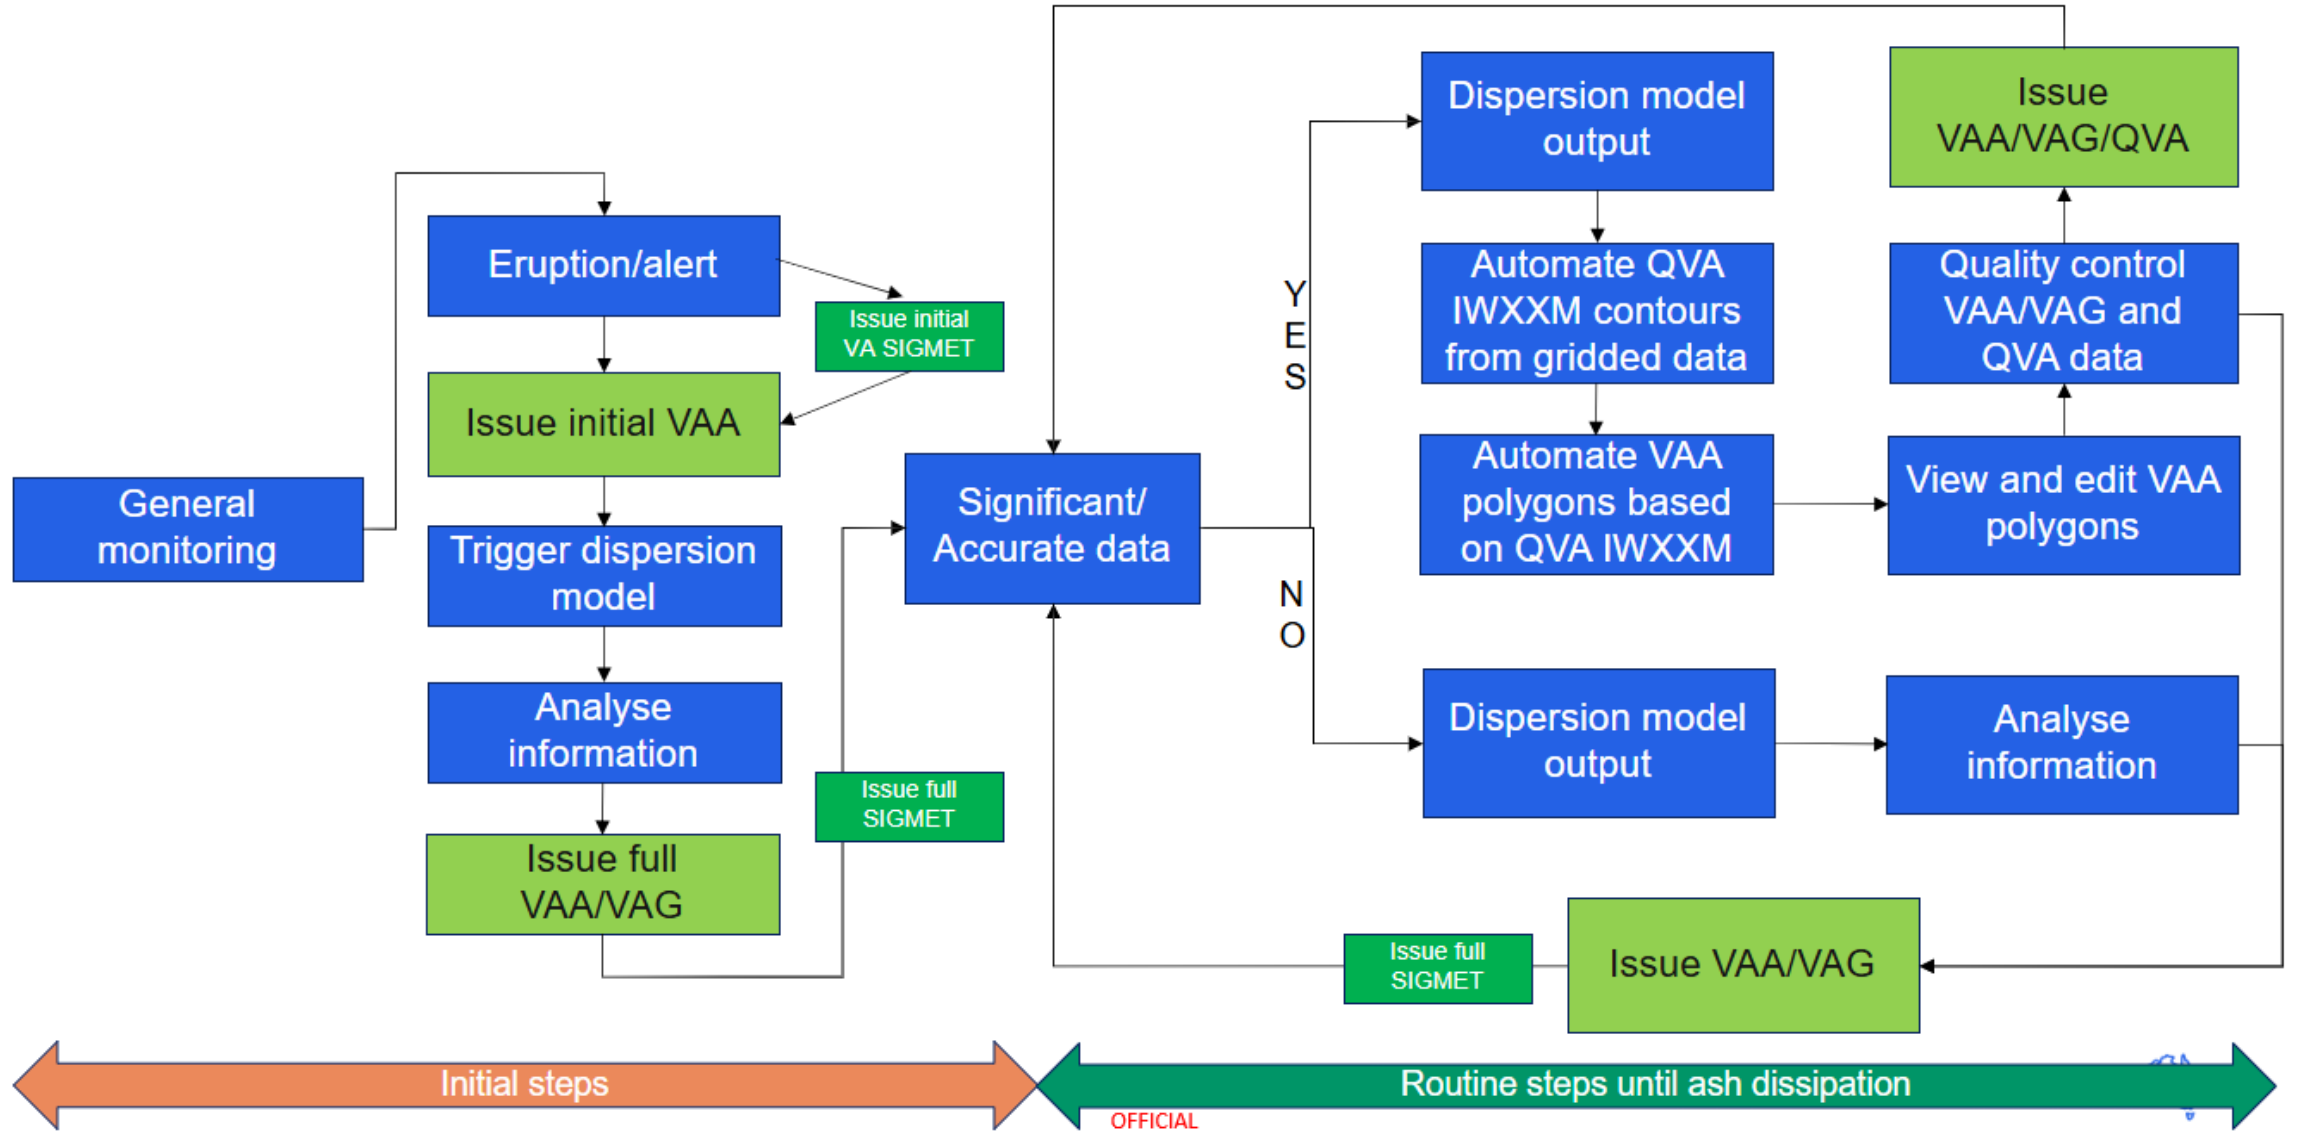 General
monitoring
Eruption/alert
Issue initial
VA SIGMET
Issue initial VAA
Trigger dispersion
model
Analyse
information
Issue full
VAA/VAG
Issue full
SIGMET
Significant/
Accurate data
Y
E
S
N
O
Dispersion model
output
Automate QVA
IWXXM contours
from gridded data
Automate VAA
polygons based
on QVA IWXXM
View and edit VAA
polygons
Quality control
VAA/VAG and
QVA data
Issue
VAA/VAG/QVA
Dispersion model
output
Analyse
information
Issue VAA/VAG
Issue full
SIGMET
Initial steps
Routine steps until ash dissipation
OFFICIAL